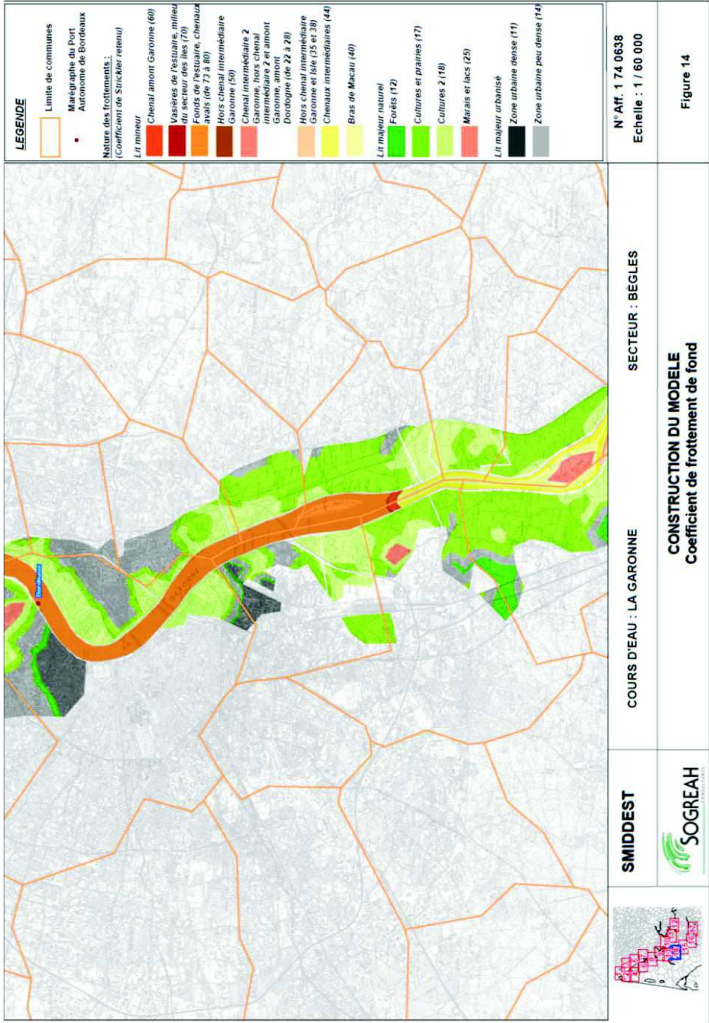 LEGENDE
Limite de communes
Marégraphe du Port
Autonome de Bordeaux
Nature des frottements :
(Coefficient de Strickler retenu)
Lit mineur
Chenal amont Garonne (60)
Vasières de l'estuaire, milieu
du secteur des îles (70)
Fonds de l'estuaire, chenaux
avals (de 73 à 80)
Hors chenal intermédiaire
Garonne (50)
Chenal intermédiaire 2
Garonne, hors chenal
intermédiaire 2 et amont
Garonne, amont
Dordogne (de 22 à 28)
Hors chenal intermédiaire
Garonne et Isle (35 et 38)
Chenaux intermédiaires (44)
Bras de Macau (40)
Lit majeur naturel
Forêts (12)
Cultures et prairies (17)
Cultures 2 (18)
Marais et lacs (25)
Lit majeur urbanisé
Zone urbaine dense (11)
Zone urbaine peu dense (14)
SMIDDEST
SOGREAH
CONSULTANTS
COURS D'EAU : LA GARONNE
SECTEUR : BÈGLES
CONSTRUCTION DU MODELE
Coefficient de frottement de fond
N° Aff. 1 74 0638
Echelle : 1 / 60 000
Figure 14